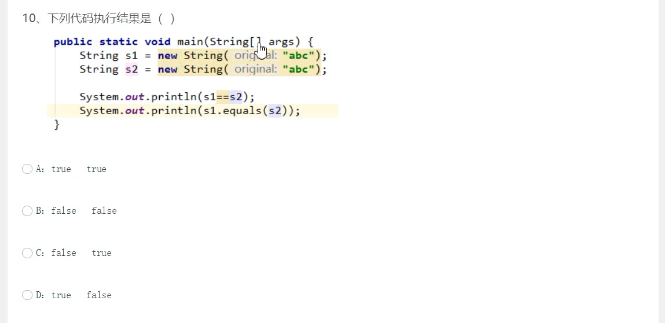 10、下列代码执行结果是（ ）
public static void main(String[] args) {
String s1 = new String( original: "abc");
String s2 = new String( original: "abc");
System.out.println(s1==s2);
System.out.println(s1.equals(s2));
}
A: true true
B: false false
C: false true
D: true false